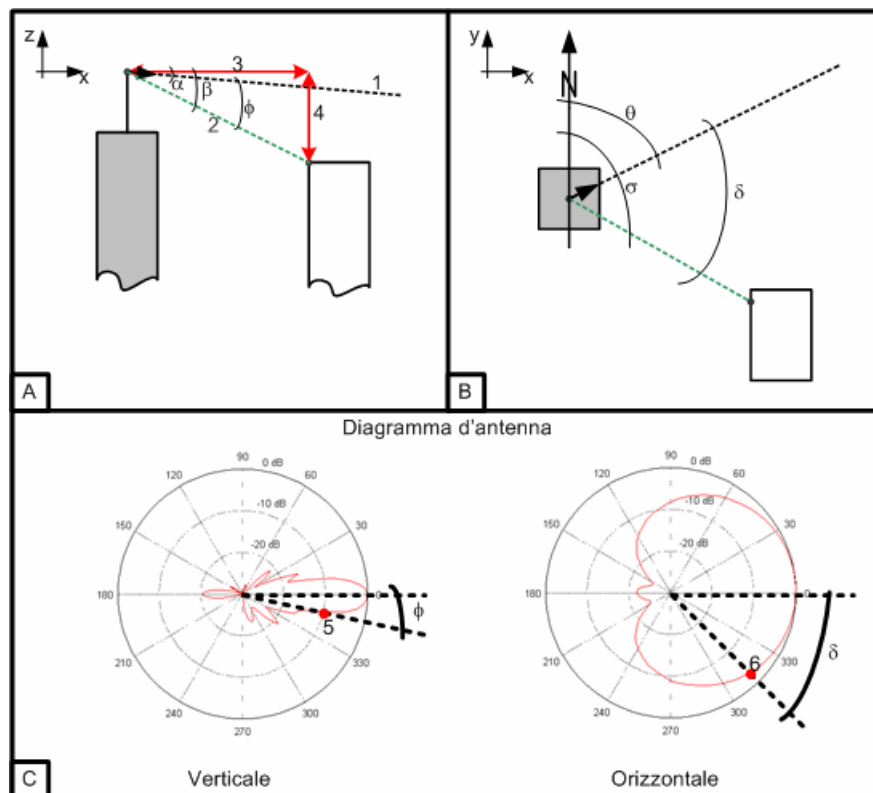 z
x
3
1
α
β
ϕ
2
4
A
y
x
N
θ
σ
δ
B
Diagramma d'antenna
90
0 dB
120
60
-10 dB
150
30
-20 dB
180
0
5
ϕ
210
330
240
300
270
Verticale
C
90
0 dB
120
60
-10 dB
150
30
-20 dB
180
0
6
δ
210
330
240
300
270
Orizzontale